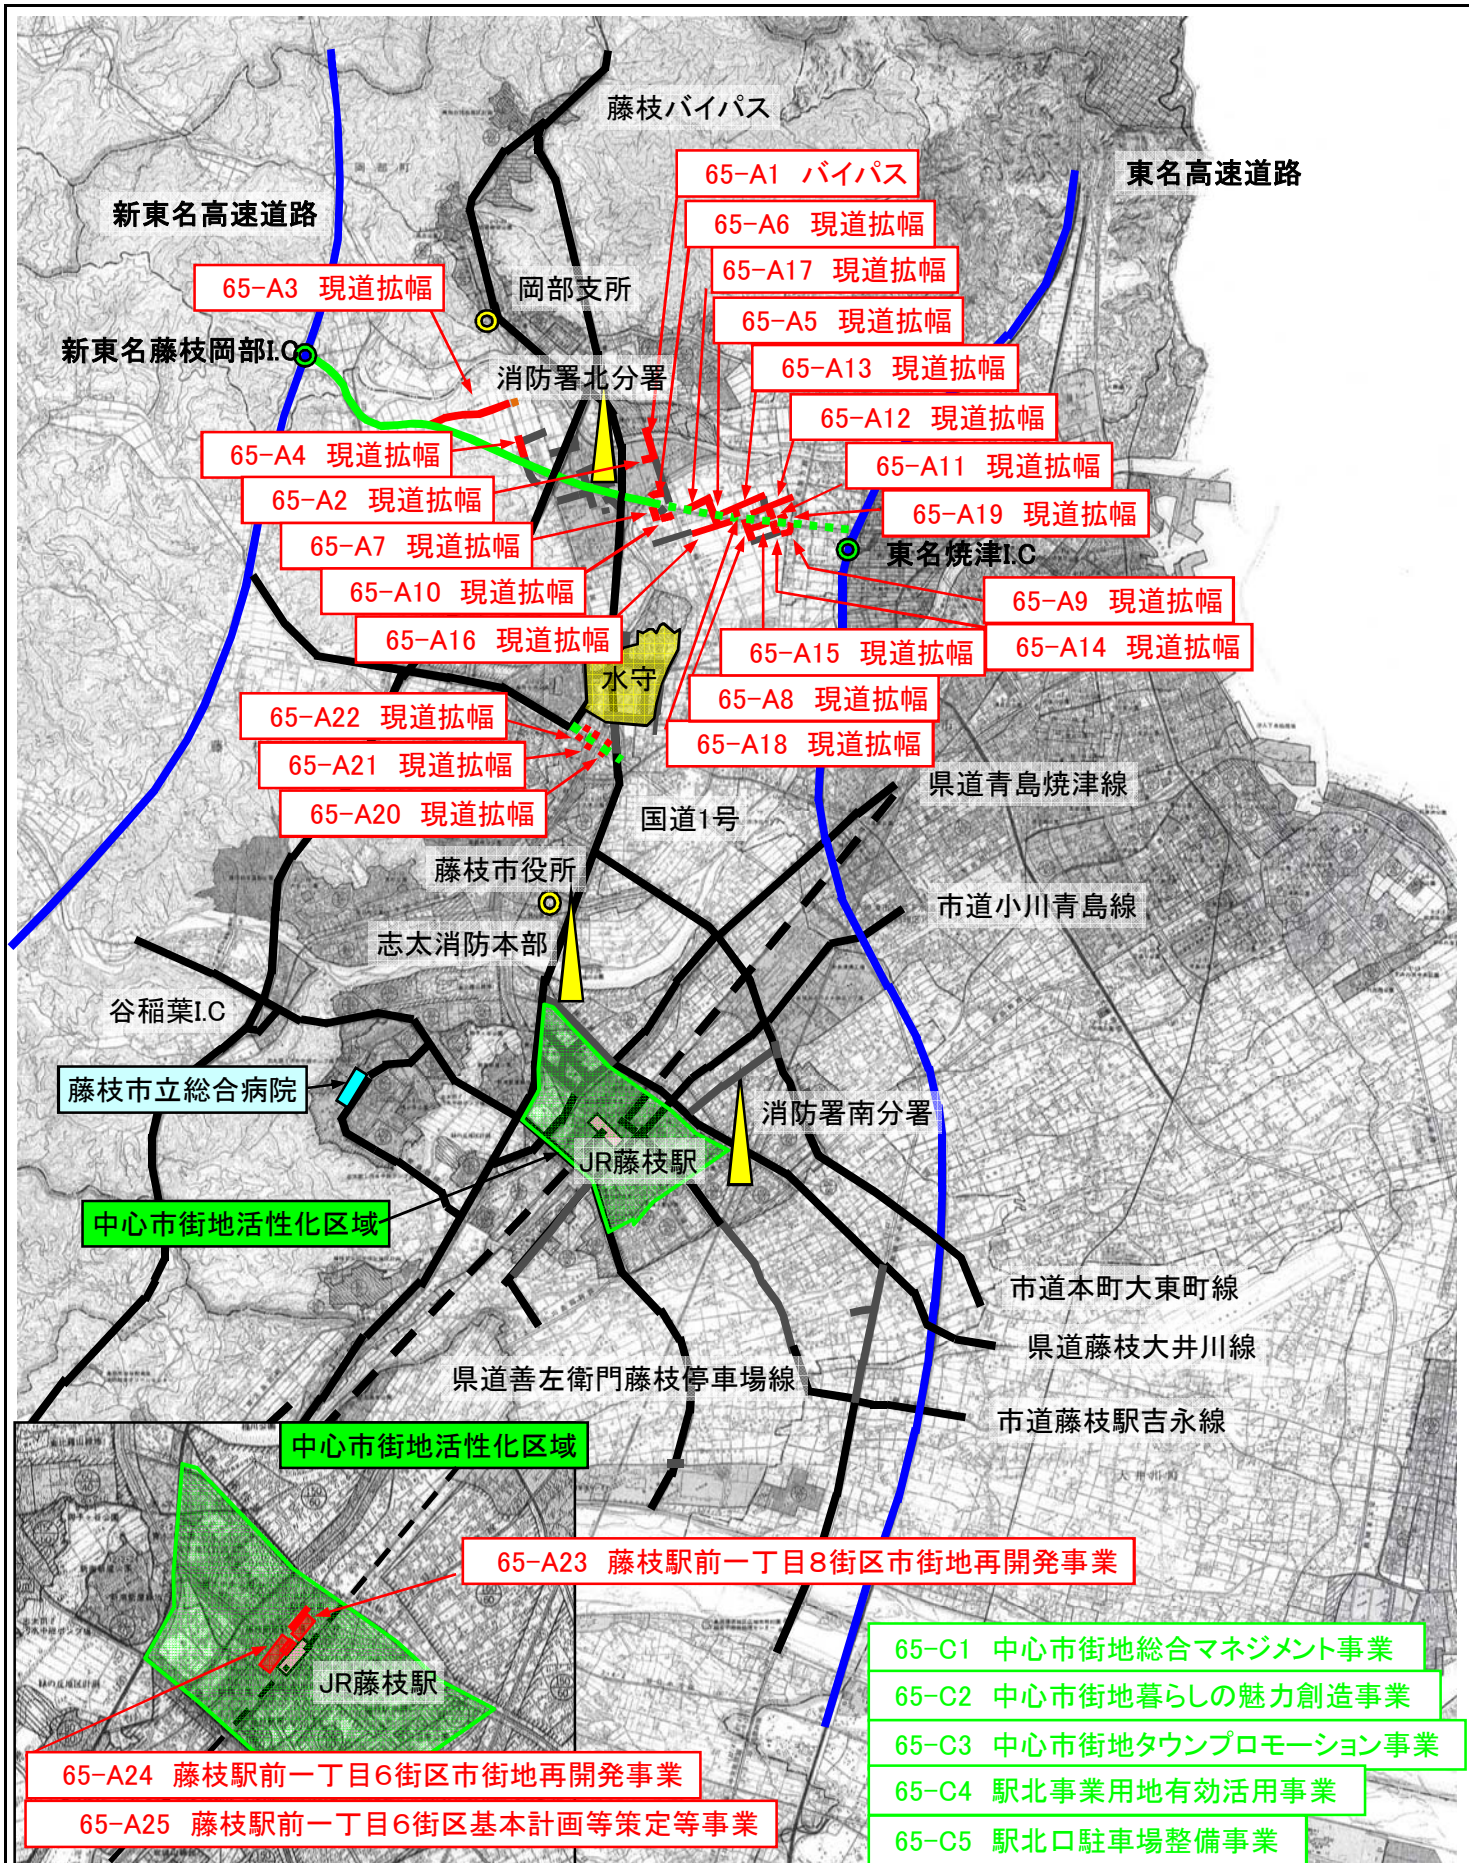 藤枝バイパス
65-A1 バイパス
東名高速道路
新東名高速道路
65-A6 現道拡幅
65-A17 現道拡幅
65-A3 現道拡幅
岡部支所
65-A5 現道拡幅
新東名藤枝岡部I.C
消防署北分署
65-A13 現道拡幅
65-A12 現道拡幅
65-A4 現道拡幅
65-A11 現道拡幅
65-A2 現道拡幅
65-A19 現道拡幅
65-A7 現道拡幅
東名焼津I.C
65-A10 現道拡幅
65-A9 現道拡幅
65-A16 現道拡幅
65-A15 現道拡幅
65-A14 現道拡幅
水守
65-A8 現道拡幅
65-A22 現道拡幅
65-A18 現道拡幅
65-A21 現道拡幅
65-A20 現道拡幅
県道青島焼津線
国道1号
藤枝市役所
市道小川青島線
志太消防本部
谷稲葉I.C
藤枝市立総合病院
消防署南分署
JR藤枝駅
中心市街地活性化区域
市道本町大東町線
県道藤枝大井川線
県道善左衛門藤枝停車場線
市道藤枝駅吉永線
中心市街地活性化区域
65-A23 藤枝駅前一丁目8街区市街地再開発事業
JR藤枝駅
65-C1 中心市街地総合マネジメント事業
65-C2 中心市街地暮らしの魅力創造事業
65-C3 中心市街地タウンプロモーション事業
65-A24 藤枝駅前一丁目6街区市街地再開発事業
65-C4 駅北事業用地有効活用事業
65-A25 藤枝駅前一丁目6街区基本計画等策定等事業
65-C5 駅北口駐車場整備事業